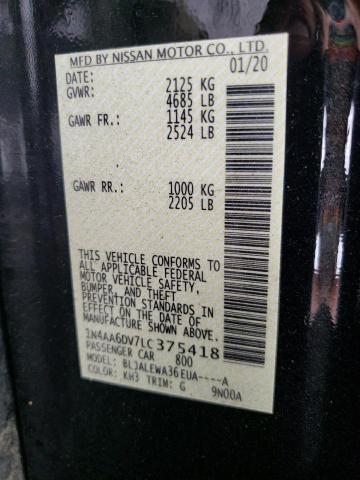 MFD BY NISSAN MOTOR CO., LTD.
DATE: 01/20
GVWR: 2125 KG
4685 LB
GAWR FR.: 1145 KG
2524 LB
GAWR RR.: 1000 KG
2205 LB
THIS VEHICLE CONFORMS TO
ALL APPLICABLE FEDERAL
MOTOR VEHICLE SAFETY,
BUMPER, AND THEFT
PREVENTION STANDARDS IN
EFFECT ON THE DATE OF
MANUFACTURE SHOWN ABOVE.
1N4AA6DV7LC375418
PASSENGER CAR 800
MODEL: BLJALEWA36EUA----A
COLOR: KH3 TRIM: G 9N00A